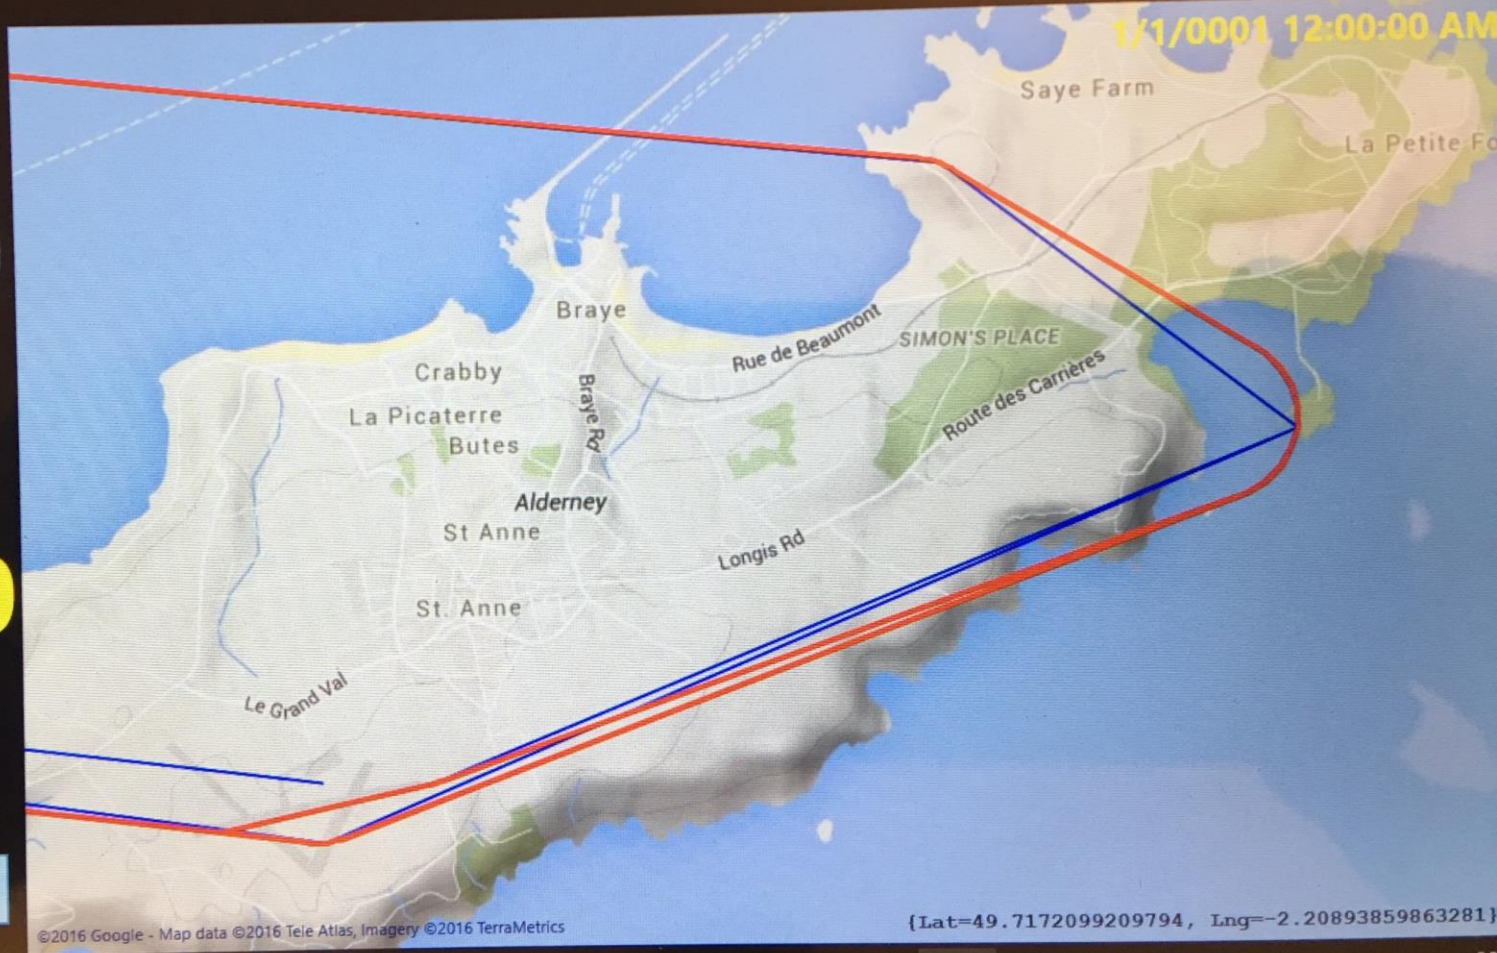 1/1/0001 12:00:00 AM
Saye Farm
La Petite Fo
Braye
Rue de Beaumont
SIMON'S PLACE
Crabby
Braye Rd
Route des Carrières
La Picaterre
Butes
Alderney
St Anne
Longis Rd
St. Anne
Le Grand Val
©2016 Google - Map data ©2016 Tele Atlas, Imagery ©2016 TerraMetrics
{Lat=49.7172099209794, Lng=-2.20893859863281}